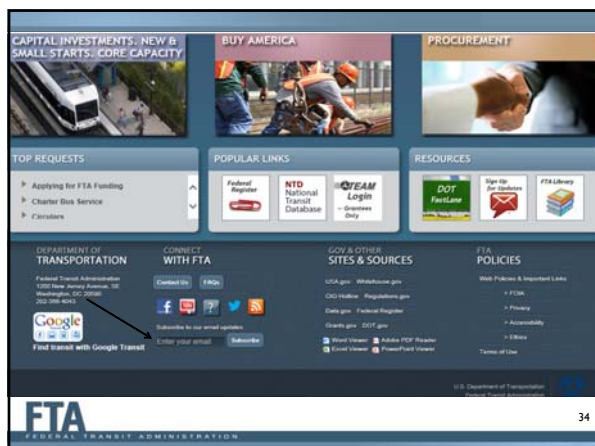 CAPITAL INVESTMENTS. NEW &
SMALL STARTS. CORE CAPACITY
BUY AMERICA
PROCUREMENT
TOP REQUESTS
Applying for FTA Funding
Charter Bus Service
Circulars
POPULAR LINKS
Federal
Register
NTD
National
Transit
Database
TEAM
Login
- Grantees
Only
RESOURCES
DOT
FastLane
Sign Up
for Updates
FTA Library
DEPARTMENT OF
TRANSPORTATION
Federal Transit Administration
1200 New Jersey Avenue, SE
Washington, DC 20590
202-366-4043
Google
Find transit with Google Transit
CONNECT
WITH FTA
Contact Us
FAQs
Subscribe to our email updates
Enter your email
Subscribe
GOV & OTHER
SITES & SOURCES
USA.gov Whitehouse.gov
OIG Hotline Regulations.gov
Data.gov Federal Register
Grants.gov DOT.gov
Word Viewer Adobe PDF Reader
Excel Viewer PowerPoint Viewer
FTA
POLICIES
Web Policies & Important Links
> FOIA
> Privacy
> Accessibility
> Ethics
Terms of Use
U.S. Department of Transportation
Federal Transit Administration
FTA
FEDERAL TRANSIT ADMINISTRATION
34